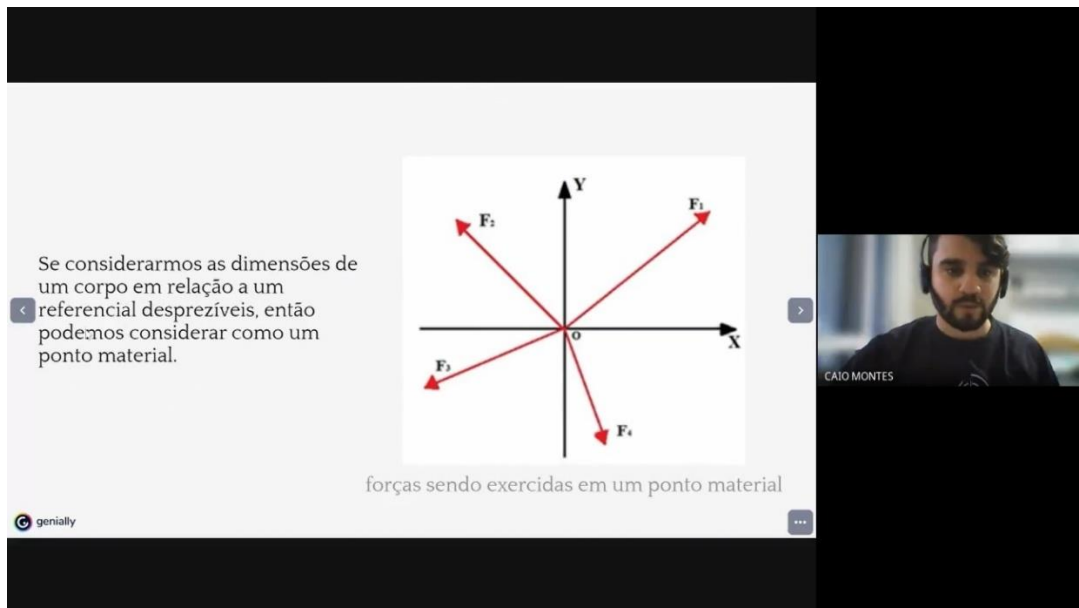 Se considerarmos as dimensões de
um corpo em relação a um
referencial desprezíveis, então
podemos considerar como um
ponto material.
Y
F₁
F₂
O
X
F₃
F₄
forças sendo exercidas em um ponto material
genially
CAIO MONTES